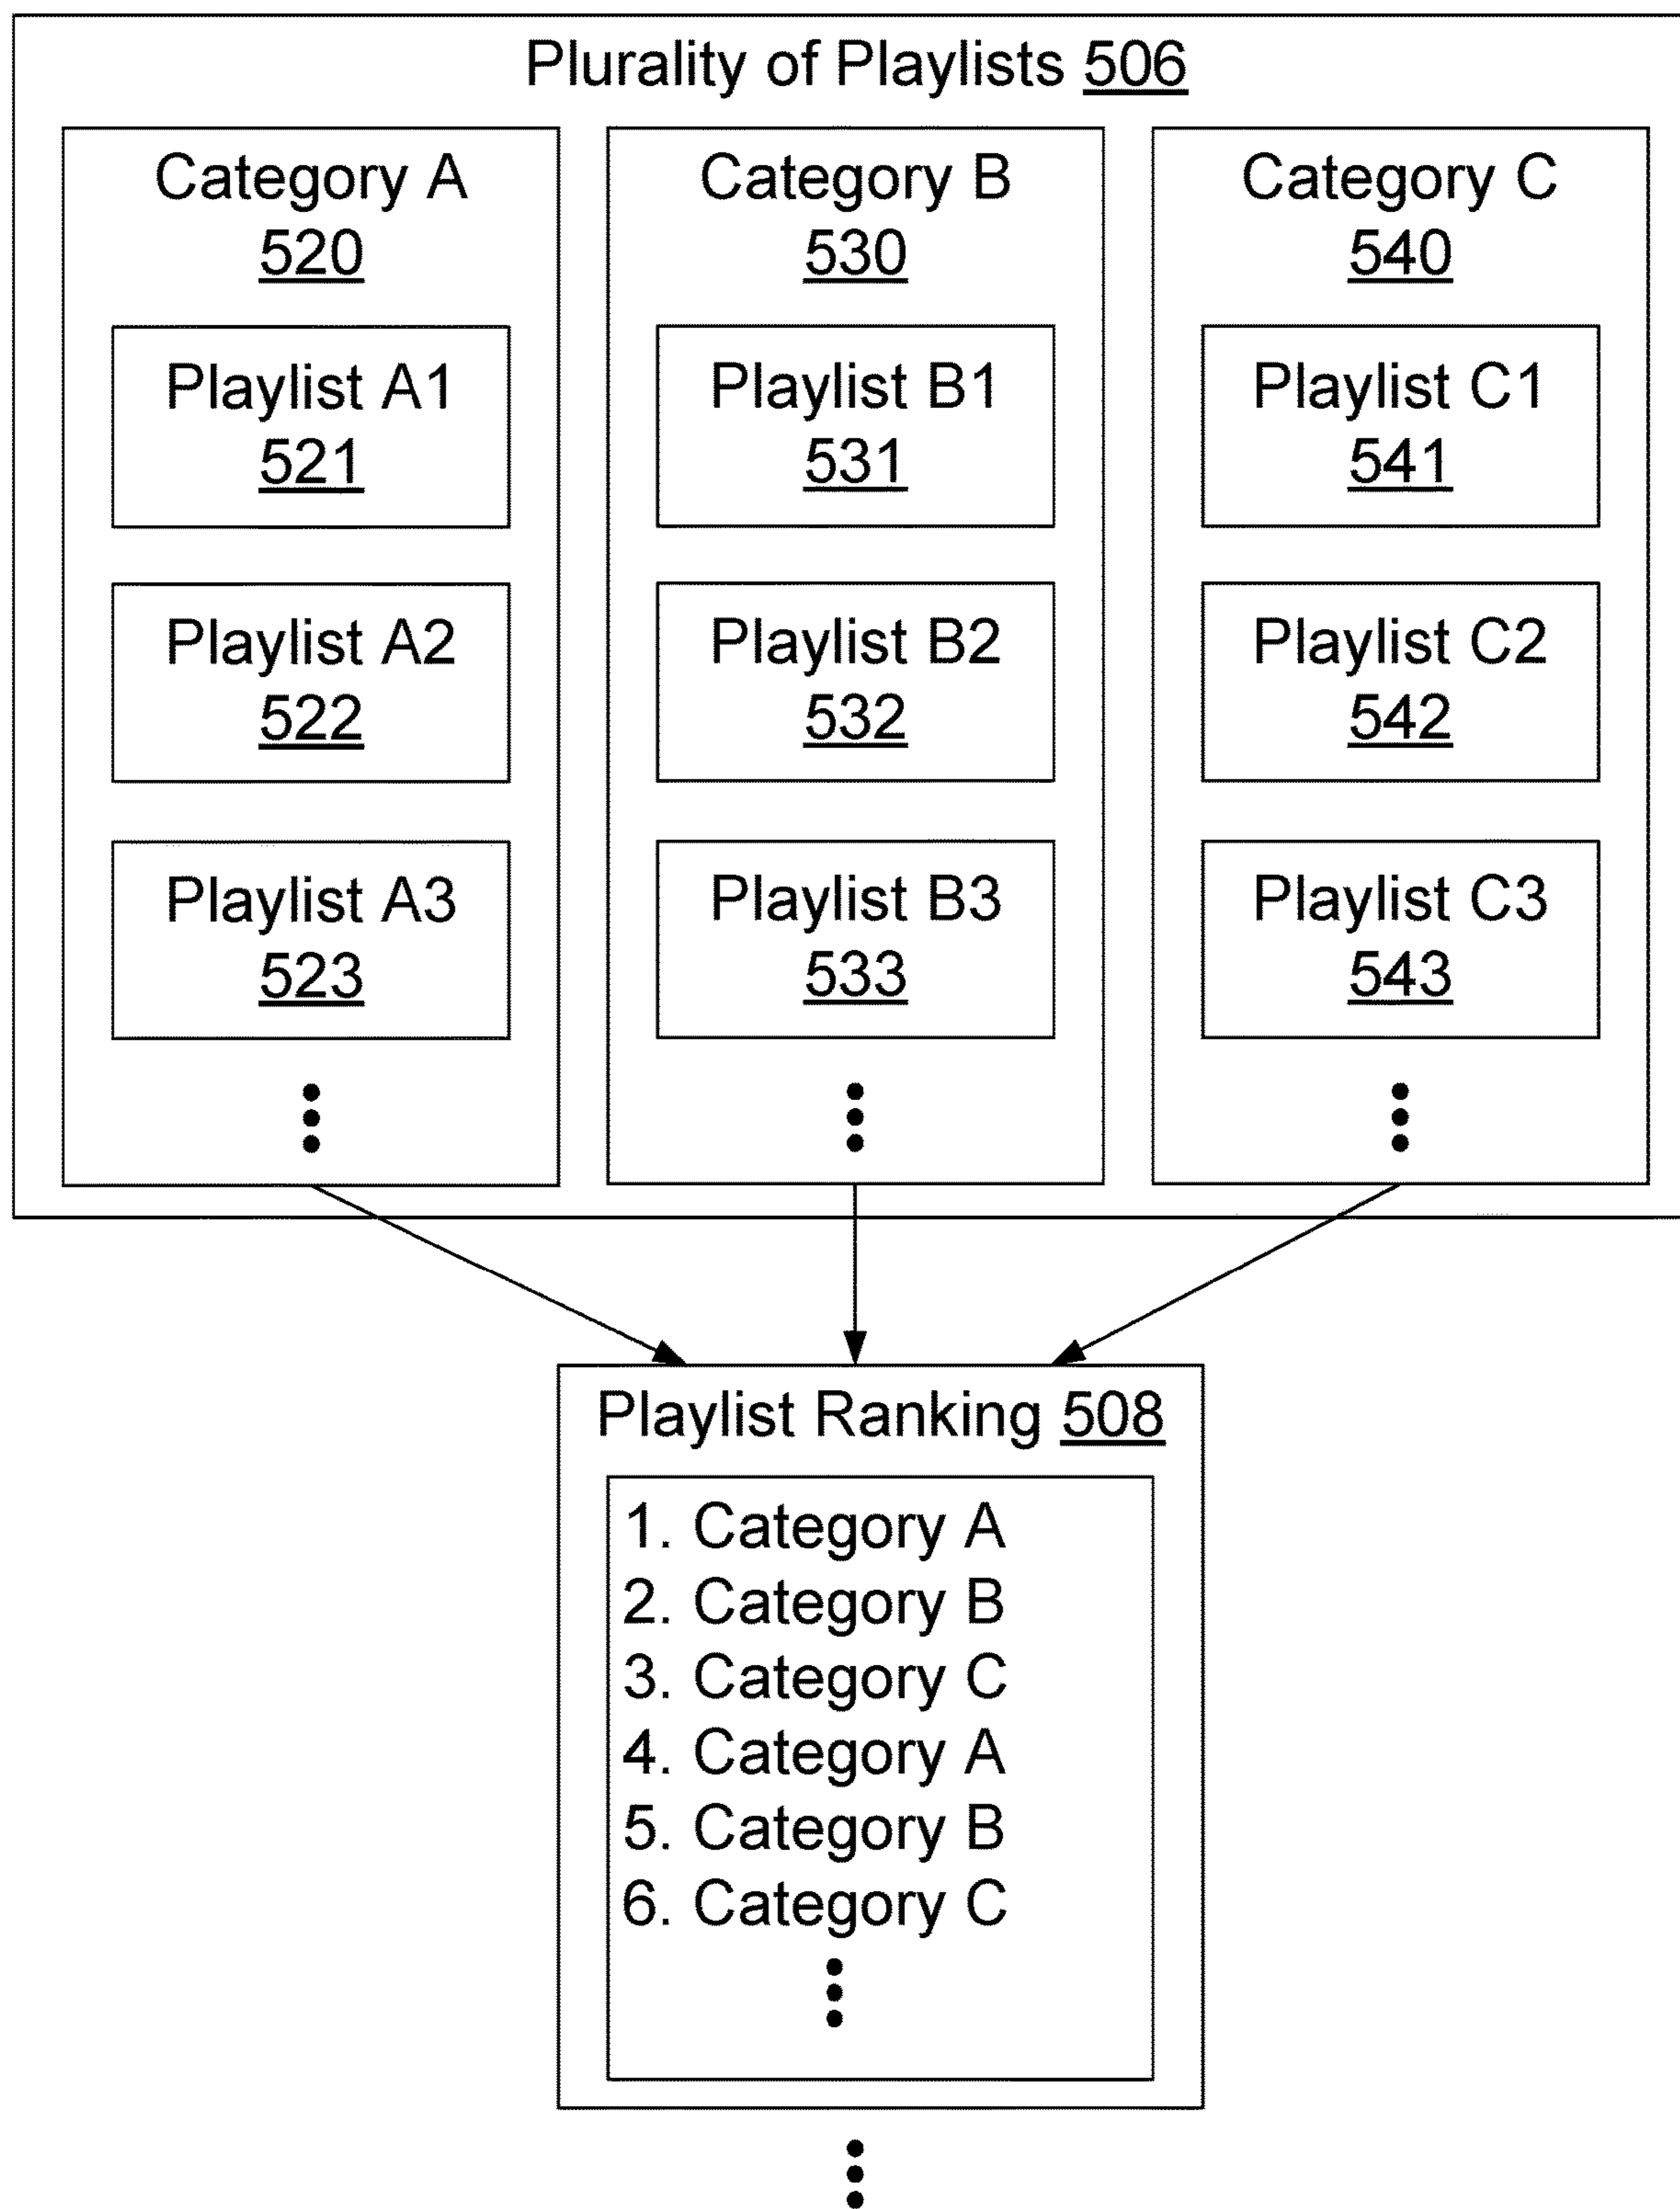 Plurality of Playlists 506
Category A
520
Playlist A1
521
Playlist A2
522
Playlist A3
523
Category B
530
Playlist B1
531
Playlist B2
532
Playlist B3
533
Category C
540
Playlist C1
541
Playlist C2
542
Playlist C3
543
Playlist Ranking 508
1. Category A
2. Category B
3. Category C
4. Category A
5. Category B
6. Category C